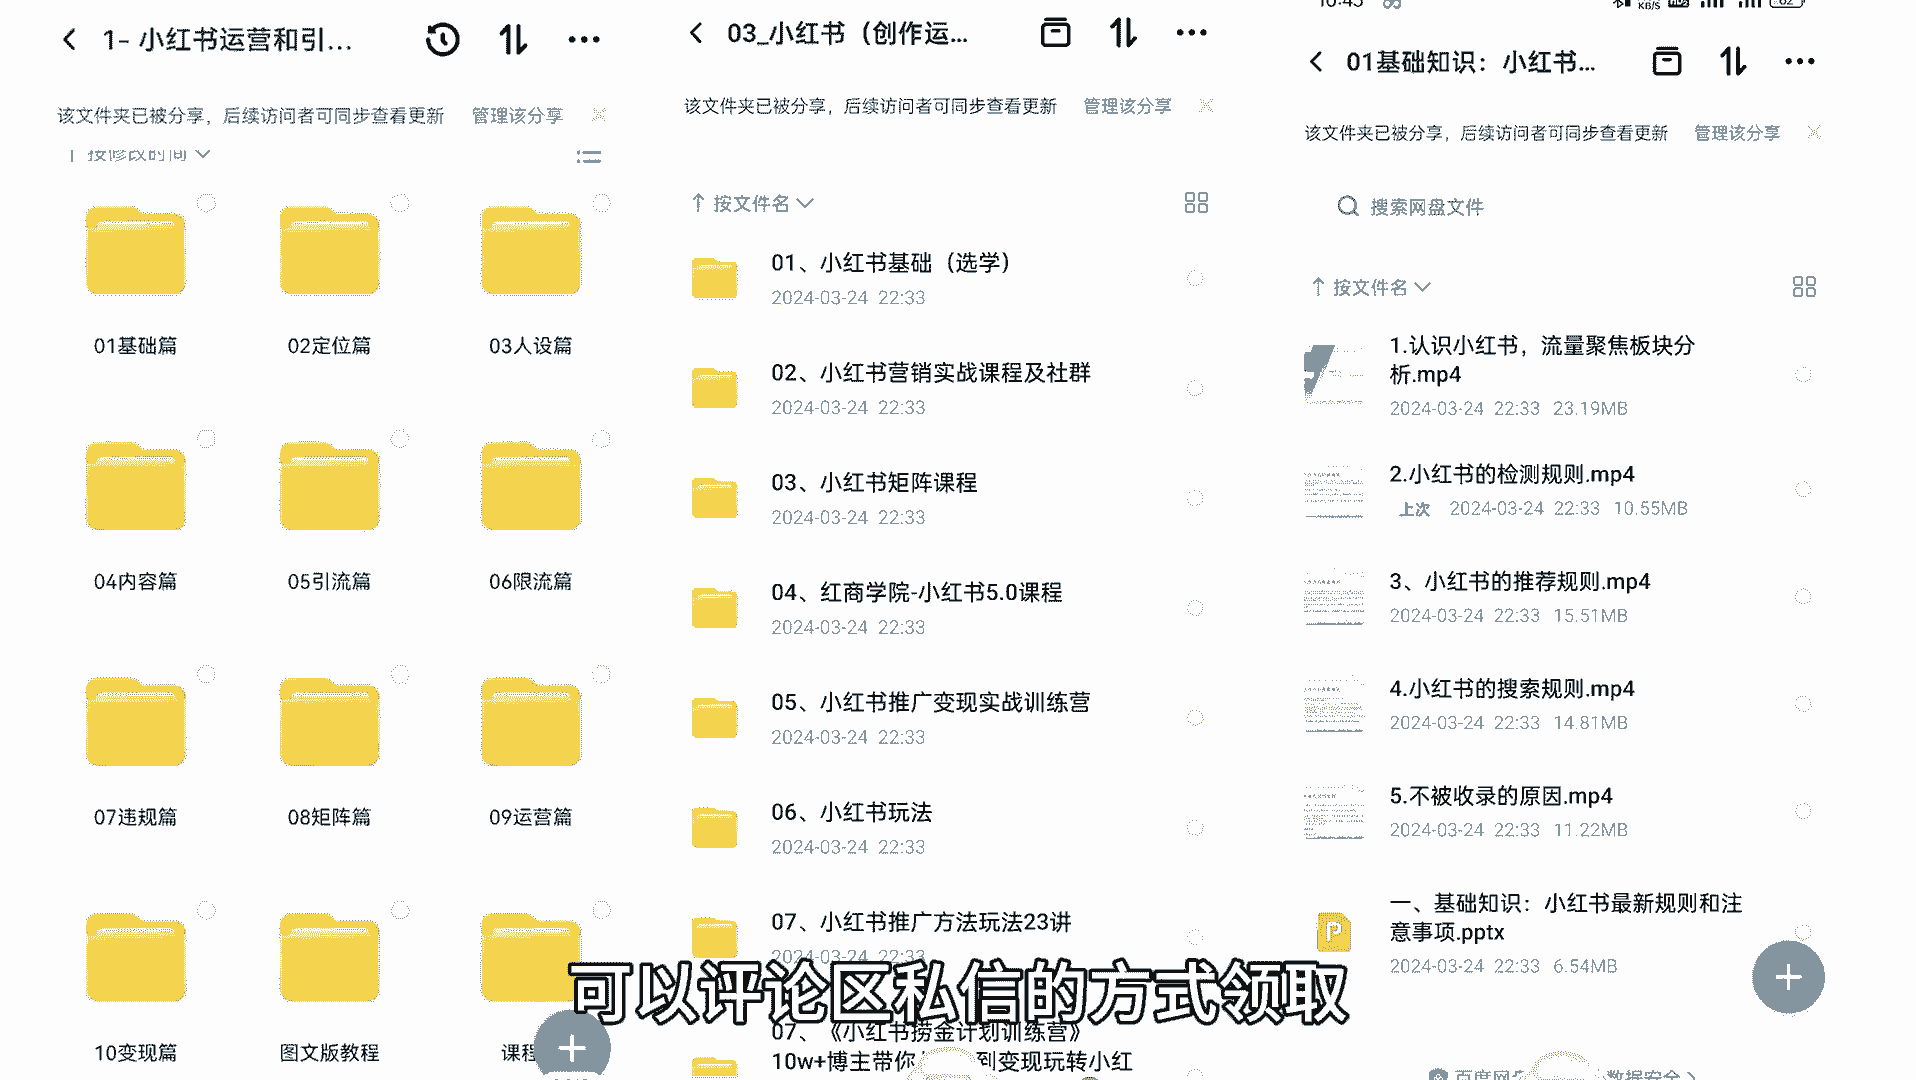 1- 小红书运营和引...
该文件夹已被分享，后续访问者可同步查看更新 管理该分享
按修改时间
01基础篇 02定位篇 03人设篇
04内容篇 05引流篇 06限流篇
07违规篇 08矩阵篇 09运营篇
10变现篇 图文版教程 课程
03_小红书（创作运...
该文件夹已被分享，后续访问者可同步查看更新 管理该分享
按文件名
01、小红书基础（选学）
2024-03-24 22:33
02、小红书营销实战课程及社群
2024-03-24 22:33
03、小红书矩阵课程
2024-03-24 22:33
04、红商学院-小红书5.0课程
2024-03-24 22:33
05、小红书推广变现实战训练营
2024-03-24 22:33
06、小红书玩法
2024-03-24 22:33
07、小红书推广方法玩法23讲
2024-03-24 22:33
07、《小红书捞金计划训练营》
10w+博主带你 到变现玩转小红
16:45
KB/S
62
01基础知识：小红书...
该文件夹已被分享，后续访问者可同步查看更新 管理该分享
搜索网盘文件
按文件名
1.认识小红书，流量聚焦板块分
析.mp4
2024-03-24 22:33 23.19MB
2.小红书的检测规则.mp4
上次 2024-03-24 22:33 10.55MB
3、小红书的推荐规则.mp4
2024-03-24 22:33 15.51MB
4.小红书的搜索规则.mp4
2024-03-24 22:33 14.81MB
5.不被收录的原因.mp4
2024-03-24 22:33 11.22MB
一、基础知识：小红书最新规则和注
意事项.pptx
2024-03-24 22:33 6.54MB
百度网 数据安全
可以评论区私信的方式领取